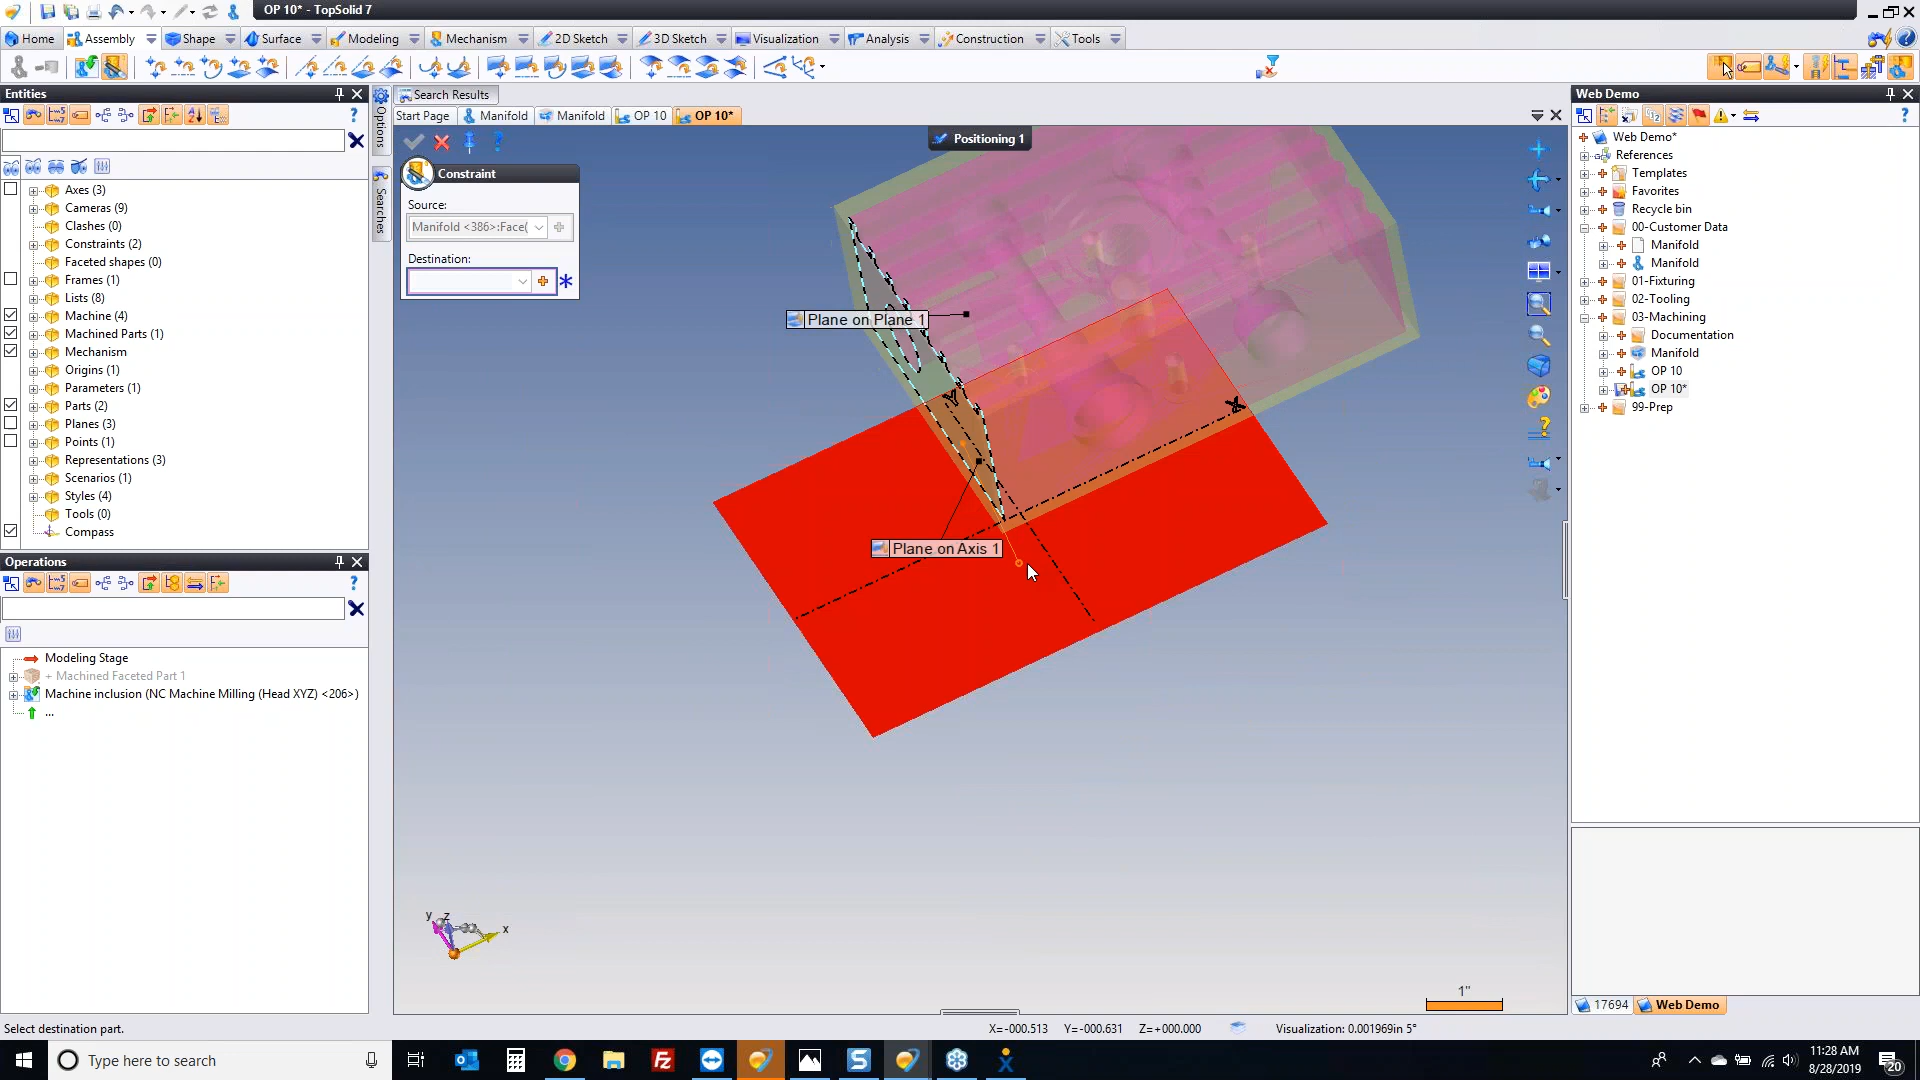 OP 10* - TopSolid 7
Home Assembly Shape Surface Modeling Mechanism 2D Sketch 3D Sketch Visualization Analysis Construction Tools
Entities
Options
Searches
Search Results
Start Page Manifold Manifold OP 10 OP 10*
Positioning 1
Constraint
Source:
Manifold <386>:Face(
Destination:
Axes (3)
Cameras (9)
Clashes (0)
Constraints (2)
Faceted shapes (0)
Frames (1)
Lists (8)
Machine (4)
Machined Parts (1)
Mechanism
Origins (1)
Parameters (1)
Parts (2)
Planes (3)
Points (1)
Representations (3)
Scenarios (1)
Styles (4)
Tools (0)
Compass
Operations
Modeling Stage
+ Machined Faceted Part 1
Machine inclusion (NC Machine Milling (Head XYZ) <206>)
...
Plane on Plane 1
Y
X
Plane on Axis 1
y z x
1"
Web Demo
Web Demo*
References
Templates
Favorites
Recycle bin
00-Customer Data
Manifold
Manifold
01-Fixturing
02-Tooling
03-Machining
Documentation
Manifold
OP 10
OP 10*
99-Prep
17694 Web Demo
Select destination part.
X=-000.513 Y=-000.631 Z=+000.000 Visualization: 0.001969in 5°
Type here to search
11:28 AM
8/28/2019
20